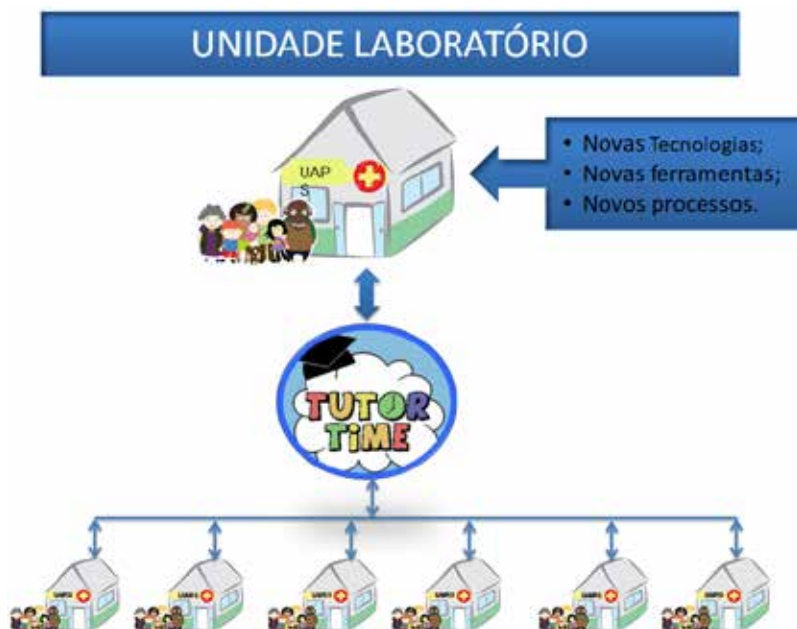 UNIDADE LABORATÓRIO
• Novas Tecnologias;
• Novas ferramentas;
• Novos processos.
UAP
S
TUTOR
TiME